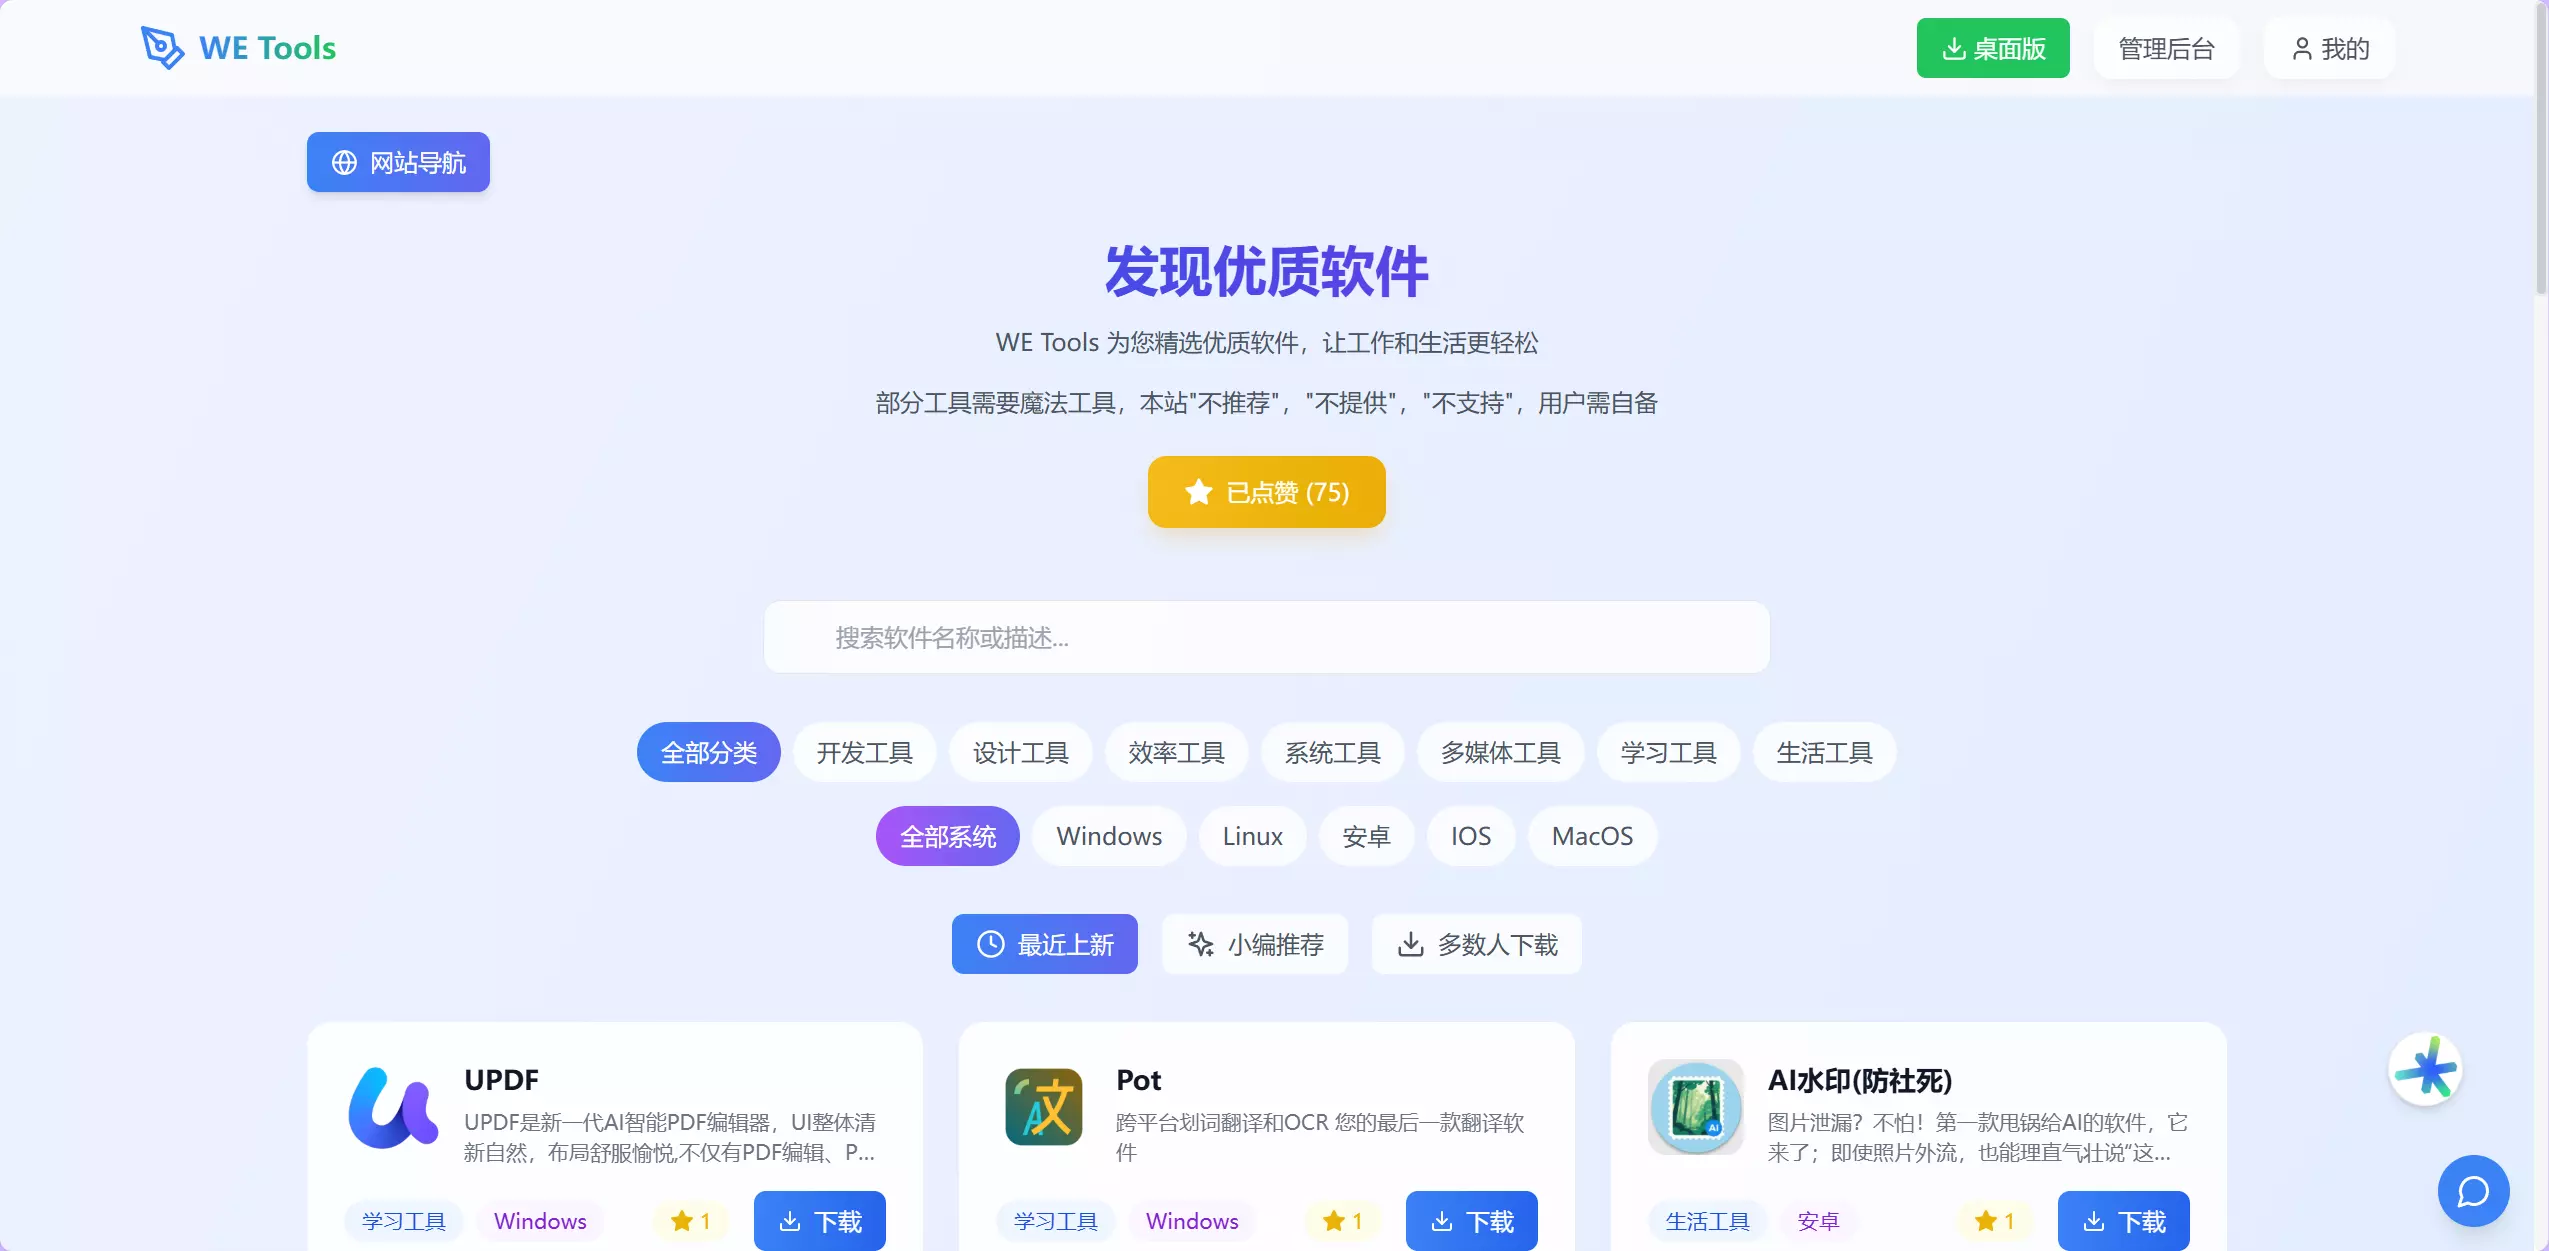 WE Tools
桌面版
管理后台
我的
网站导航
发现优质软件
WE Tools 为您精选优质软件，让工作和生活更轻松
部分工具需要魔法工具，本站"不推荐"，"不提供"，"不支持"，用户需自备
已点赞 (75)
搜索软件名称或描述...
全部分类 开发工具 设计工具 效率工具 系统工具 多媒体工具 学习工具 生活工具
全部系统 Windows Linux 安卓 IOS MacOS
最近上新 小编推荐 多数人下载
UPDF
UPDF是新一代AI智能PDF编辑器，UI整体清
新自然，布局舒服愉悦,不仅有PDF编辑、P...
学习工具 Windows 1 下载
Pot
跨平台划词翻译和OCR 您的最后一款翻译软
件
学习工具 Windows 1 下载
AI水印(防社死)
图片泄漏？不怕！第一款甩锅给AI的软件，它
来了；即使照片外流，也能理直气壮说“这...
生活工具 安卓 1 下载